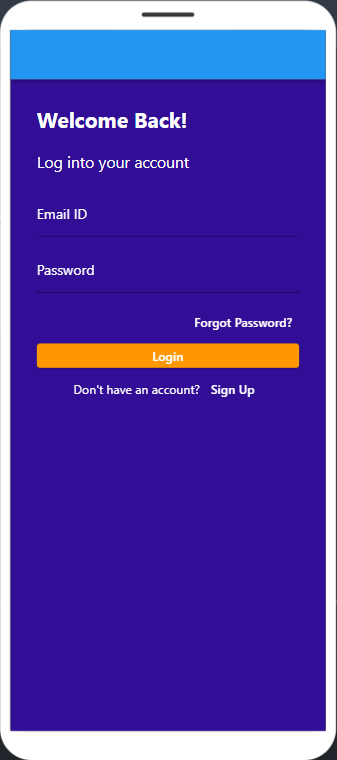 Welcome Back!
Log into your account
Email ID
Password
Forgot Password?
Login
Don't have an account? Sign Up